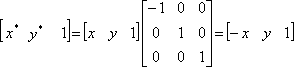 [x* y* 1] = [x y 1] [-1 0 0
0 1 0
0 0 1] = [-x y 1]